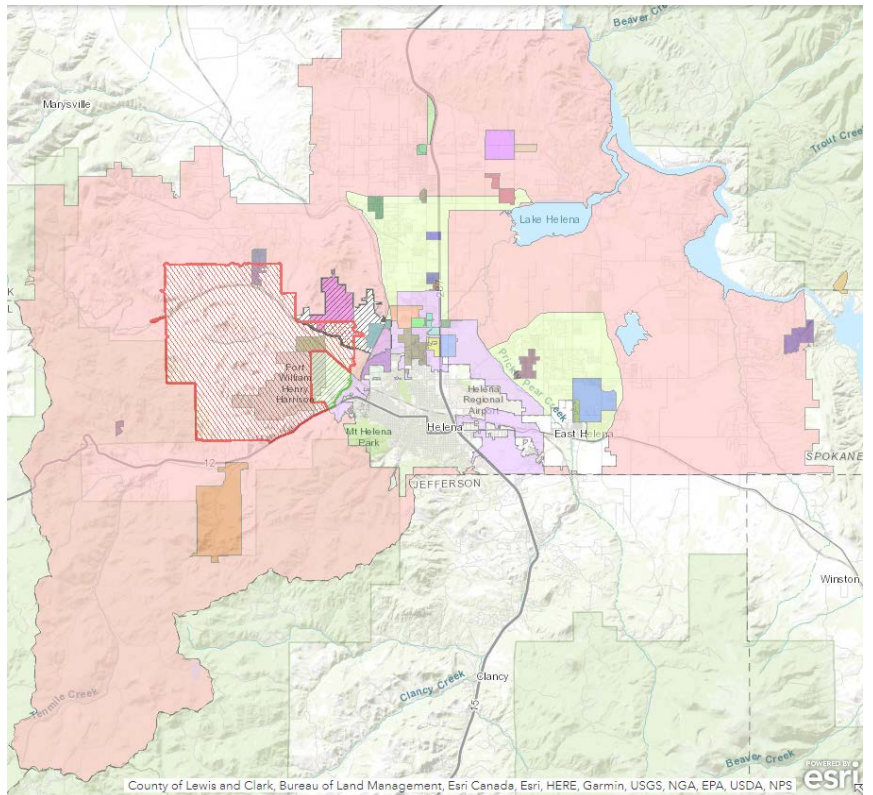 Beaver Cre
Marysville
Trout Creek
Lake Helena
K
L
Fort
William
Henry
Harrison
Prickly Pear Creek
Helena
Regional
Airport
Mt Helena
Park
Helena
East Helena
12
SPOKANE
JEFFERSON
Winston
Tenmile Creek
Clancy Creek
Clancy
15
Beaver Creek
POWERED BY
esri
County of Lewis and Clark, Bureau of Land Management, Esri Canada, Esri, HERE, Garmin, USGS, NGA, EPA, USDA, NPS